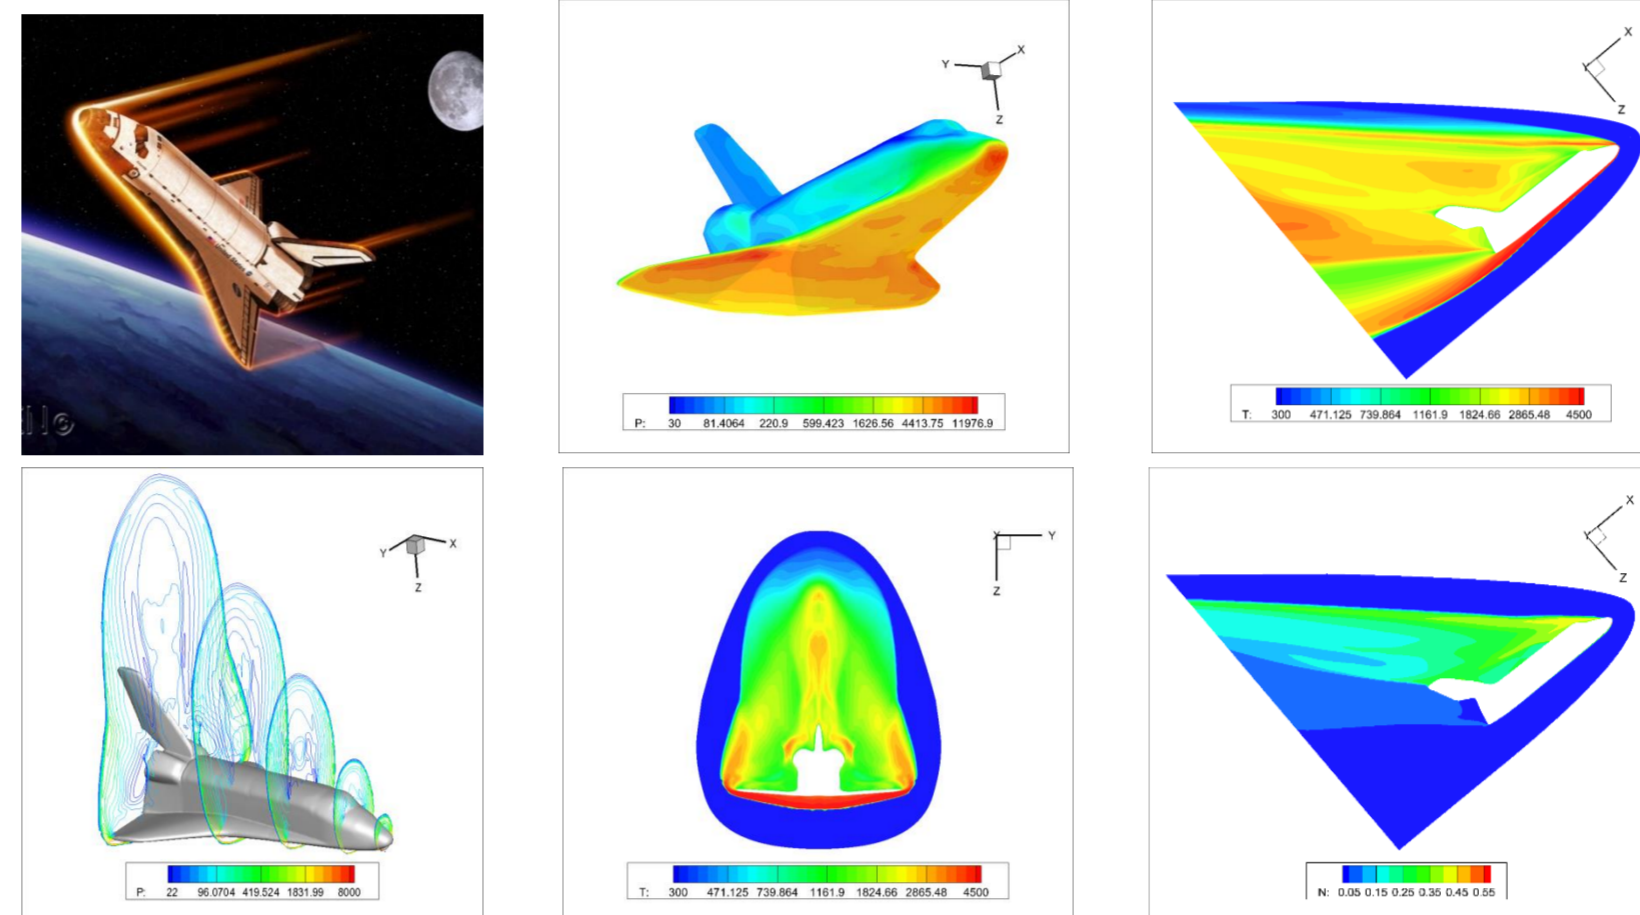 X
Y
Z
P: 30 81.4064 220.9 599.423 1626.56 4413.75 11976.9
X
Y
Z
T: 300 471.125 739.864 1161.9 1824.66 2865.48 4500
Y
X
Z
P: 22 96.0704 419.524 1831.99 8000
X
Y
Z
T: 300 471.125 739.864 1161.9 1824.66 2865.48 4500
X
Y
Z
N: 0.05 0.15 0.25 0.35 0.45 0.55